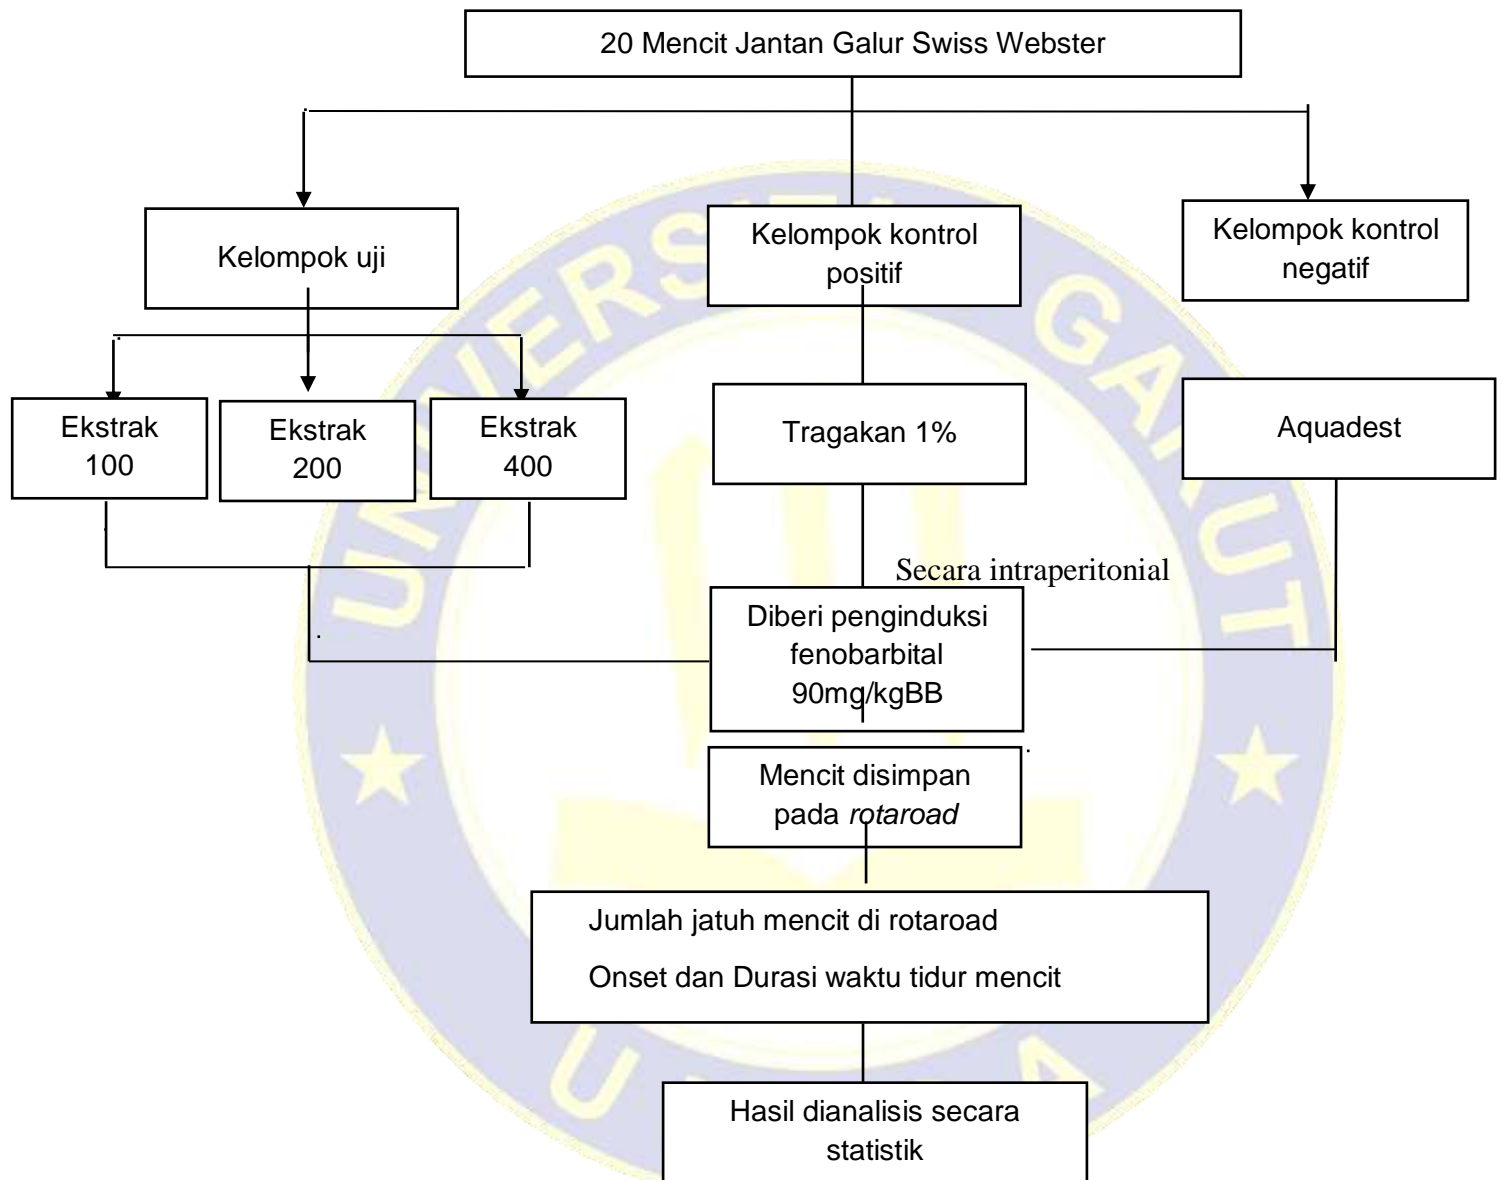 20 Mencit Jantan Galur Swiss Webster
Kelompok uji
Kelompok kontrol
positif
Kelompok kontrol
negatif
Ekstrak
100
Ekstrak
200
Ekstrak
400
Tragakan 1%
Aquadest
Secara intraperitonial
Diberi penginduksi
fenobarbital
90mg/kgBB
Mencit disimpan
pada rotaroad
Jumlah jatuh mencit di rotaroad
Onset dan Durasi waktu tidur mencit
Hasil dianalisis secara
statistik